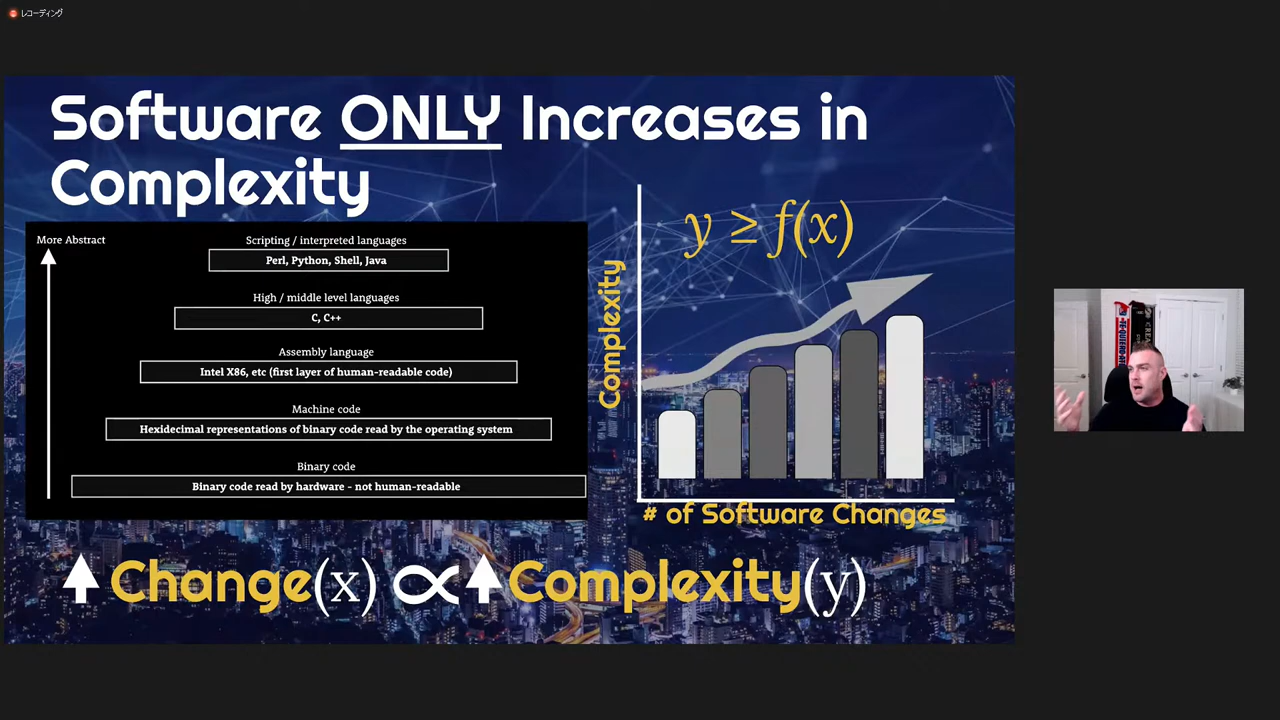 レコーディング
Software ONLY Increases in
Complexity
More Abstract
Scripting / interpreted languages
Perl, Python, Shell, Java
High / middle level languages
C, C++
Assembly language
Intel X86, etc (first layer of human-readable code)
Machine code
Hexidecimal representations of binary code read by the operating system
Binary code
Binary code read by hardware - not human-readable
y ≥ f(x)
Complexity
# of Software Changes
Change(x) ∝ Complexity(y)